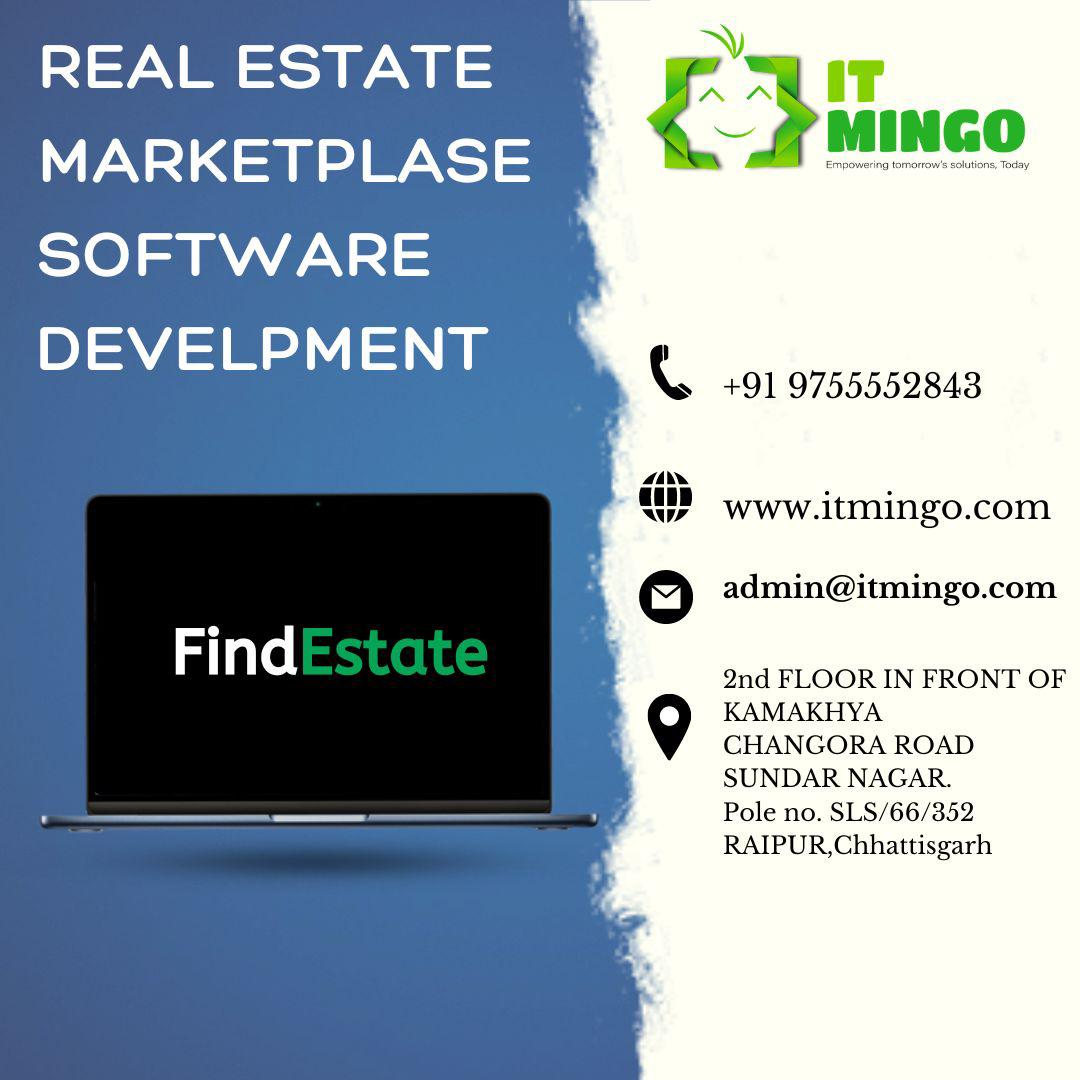 REAL ESTATE
MARKETPLASE
SOFTWARE
DEVELPMENT
FindEstate
IT
MINGO
Empowering tomorrow's solutions, Today
+91 9755552843
www.itmingo.com
admin@itmingo.com
2nd FLOOR IN FRONT OF
KAMAKHYA
CHANGORA ROAD
SUNDAR NAGAR.
Pole no. SLS/66/352
RAIPUR,Chhattisgarh